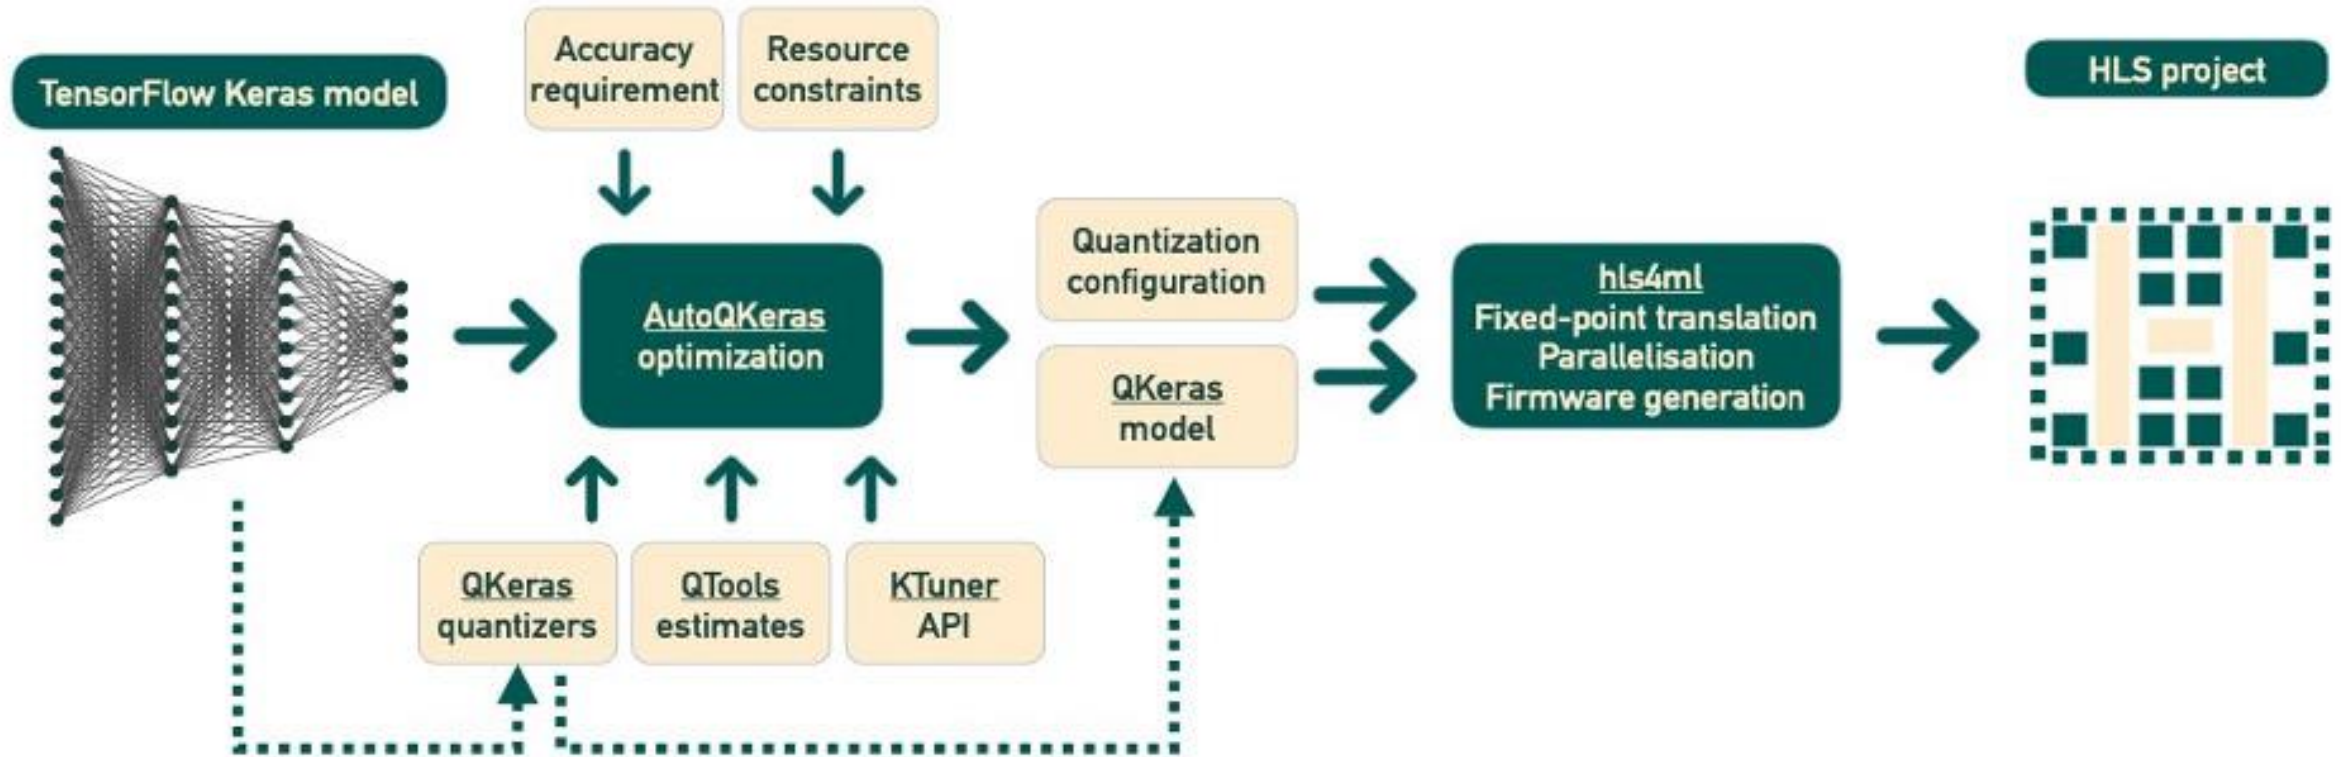 TensorFlow Keras model
Accuracy
requirement
Resource
constraints
HLS project
AutoQKeras
optimization
Quantization
configuration
QKeras
model
hls4ml
Fixed-point translation
Parallelisation
Firmware generation
QKeras
quantizers
QTools
estimates
KTuner
API